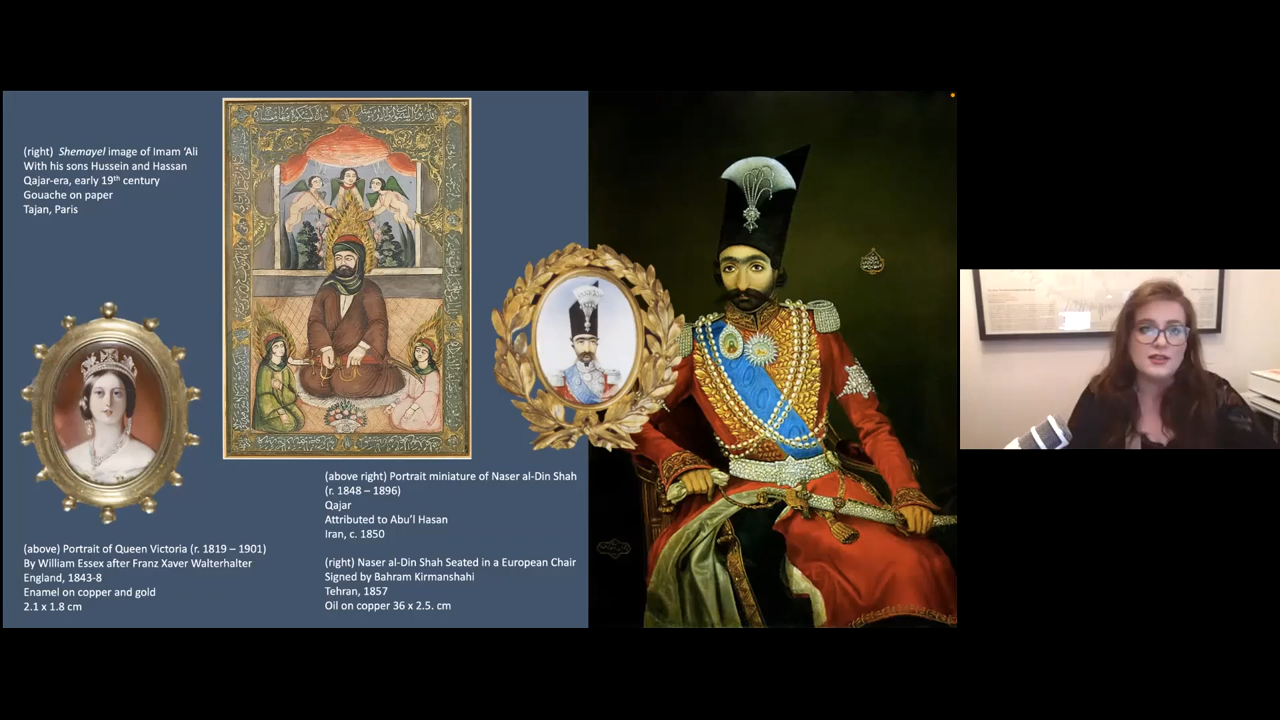 (right) Shemayel image of Imam ‘Ali
With his sons Hussein and Hassan
Qajar-era, early 19th century
Gouache on paper
Tajan, Paris
(above) Portrait of Queen Victoria (r. 1819 – 1901)
By William Essex after Franz Xaver Walterhalter
England, 1843-8
Enamel on copper and gold
2.1 x 1.8 cm
(above right) Portrait miniature of Naser al-Din Shah
(r. 1848 – 1896)
Qajar
Attributed to Abu’l Hasan
Iran, c. 1850
(right) Naser al-Din Shah Seated in a European Chair
Signed by Bahram Kirmanshahi
Tehran, 1857
Oil on copper 36 x 2.5. cm